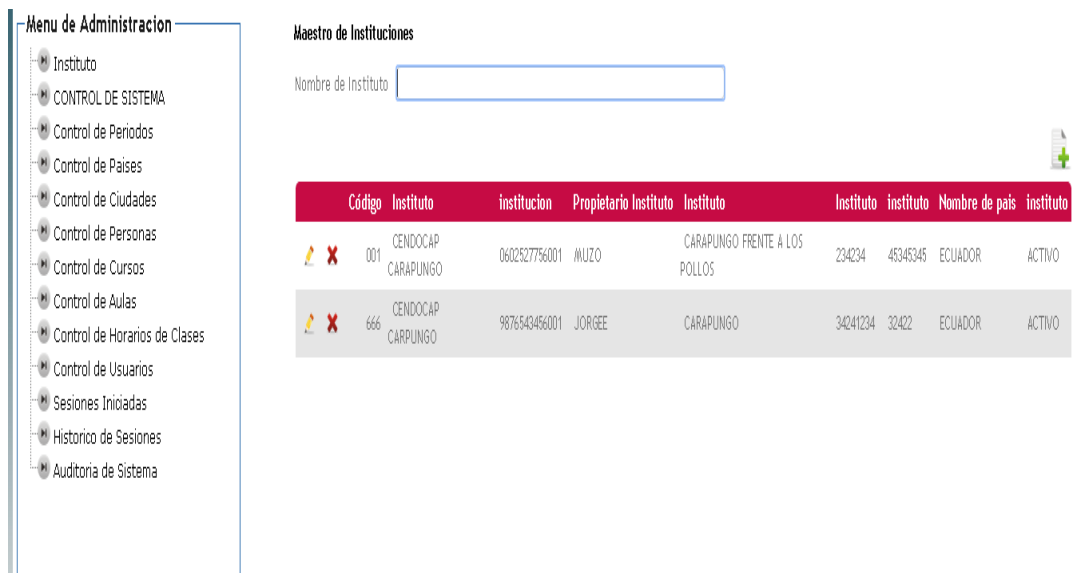 Menu de Administracion
Instituto
CONTROL DE SISTEMA
Control de Periodos
Control de Paises
Control de Ciudades
Control de Personas
Control de Cursos
Control de Aulas
Control de Horarios de Clases
Control de Usuarios
Sesiones Iniciadas
Historico de Sesiones
Auditoria de Sistema
Maestro de Instituciones
Nombre de Instituto
Código Instituto institucion Propietario Instituto Instituto Instituto instituto Nombre de pais instituto
001 CENDOCAP CARAPUNGO 0602527756001 MUZO CARAPUNGO FRENTE A LOS POLLOS 234234 45345345 ECUADOR ACTIVO
666 CENDOCAP CARPUNGO 9876543456001 JORGEE CARAPUNGO 34241234 32422 ECUADOR ACTIVO